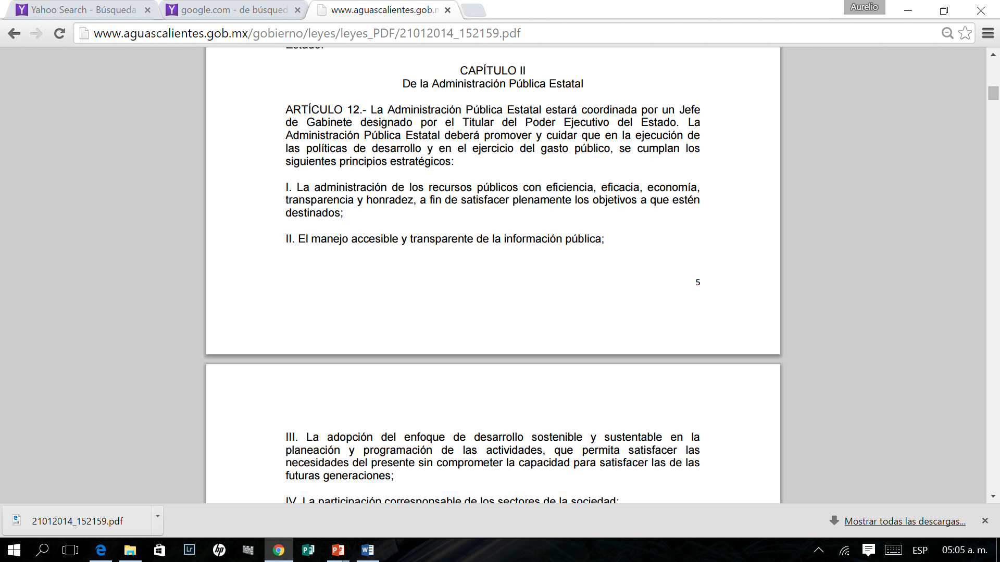 Yahoo Search - Búsqueda
google.com - de búsqued
www.aguascalientes.gob.m
Aurelio
www.aguascalientes.gob.mx/gobierno/leyes/leyes_PDF/21012014_152159.pdf
Estado.
CAPÍTULO II
De la Administración Pública Estatal
ARTÍCULO 12.- La Administración Pública Estatal estará coordinada por un Jefe
de Gabinete designado por el Titular del Poder Ejecutivo del Estado. La
Administración Pública Estatal deberá promover y cuidar que en la ejecución de
las políticas de desarrollo y en el ejercicio del gasto público, se cumplan los
siguientes principios estratégicos:
I. La administración de los recursos públicos con eficiencia, eficacia, economía,
transparencia y honradez, a fin de satisfacer plenamente los objetivos a que estén
destinados;
II. El manejo accesible y transparente de la información pública;
5
III. La adopción del enfoque de desarrollo sostenible y sustentable en la
planeación y programación de las actividades, que permita satisfacer las
necesidades del presente sin comprometer la capacidad para satisfacer las de las
futuras generaciones;
IV. La participación corresponsable de los sectores de la sociedad;
21012014_152159.pdf
Mostrar todas las descargas...
Lr
hp
ESP
05:05 a. m.